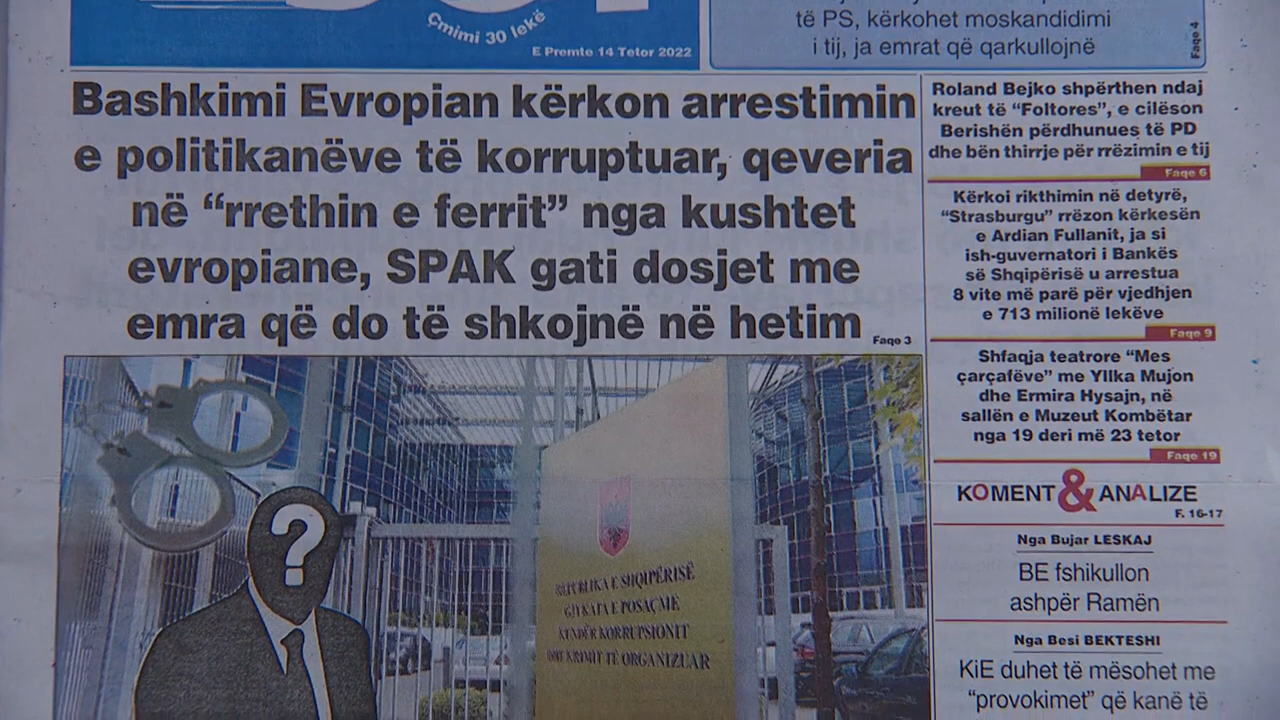 Çmimi 30 lekë
E Premte 14 Tetor 2022
të PS, kërkohet moskandidimi
i tij, ja emrat që qarkullojnë
Faqe 4
Bashkimi Evropian kërkon arrestimin
e politikanëve të korruptuar, qeveria
në “rrethin e ferrit” nga kushtet
evropiane, SPAK gati dosjet me
emra që do të shkojnë në hetim
Faqe 3
Roland Bejko shpërthen ndaj
kreut të “Foltores”, e cilëson
Berishën përdhunues të PD
dhe bën thirrje për rrëzimin e tij
Faqe 6
Kërkoi rikthimin në detyrë,
“Strasburgu” rrëzon kërkesën
e Ardian Fullanit, ja si
ish-guvernatori i Bankës
së Shqipërisë u arrestua
8 vite më parë për vjedhjen
e 713 milionë lekëve
Faqe 9
Shfaqja teatrore “Mes
çarçafëve” me Yllka Mujon
dhe Ermira Hysajn, në
sallën e Muzeut Kombëtar
nga 19 deri më 23 tetor
Faqe 19
KOMENT & ANALIZE
F. 16-17
Nga Bujar LESKAJ
BE fshikullon
ashpër Ramën
Nga Besi BEKTESHI
KiE duhet të mësohet me
“provokimet” që kanë të
?
REPUBLIKA E SHQIPËRISË
GJYKATA E POSAÇME
KUNDËR KORRUPSIONIT
DHE KRIMIT TË ORGANIZUAR